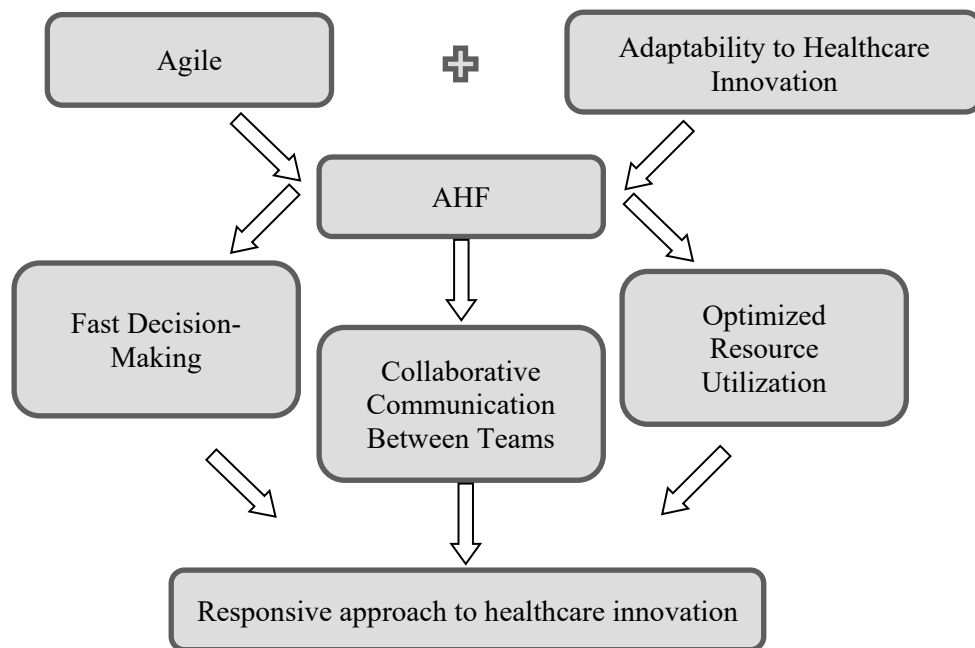 Agile
Adaptability to Healthcare
Innovation
AHF
Fast Decision-
Making
Collaborative
Communication
Between Teams
Optimized
Resource
Utilization
Responsive approach to healthcare innovation